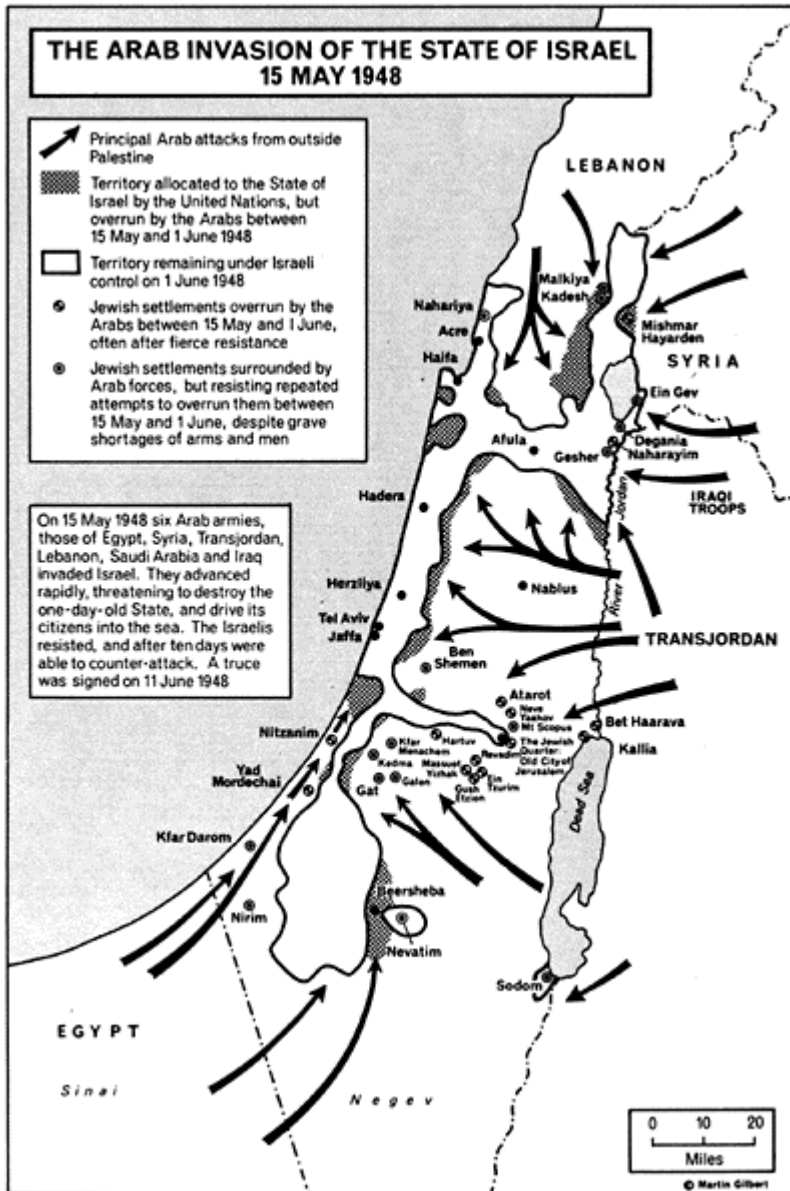 THE ARAB INVASION OF THE STATE OF ISRAEL
15 MAY 1948
Principal Arab attacks from outside
Palestine
Territory allocated to the State of
Israel by the United Nations, but
overrun by the Arabs between
15 May and 1 June 1948
Territory remaining under Israeli
control on 1 June 1948
Jewish settlements overrun by the
Arabs between 15 May and 1 June,
often after fierce resistance
Jewish settlements surrounded by
Arab forces, but resisting repeated
attempts to overrun them between
15 May and 1 June, despite grave
shortages of arms and men
On 15 May 1948 six Arab armies,
those of Egypt, Syria, Transjordan,
Lebanon, Saudi Arabia and Iraq
invaded Israel. They advanced
rapidly, threatening to destroy the
one-day-old State, and drive its
citizens into the sea. The Israelis
resisted, and after ten days were
able to counter-attack. A truce
was signed on 11 June 1948
LEBANON
Malkiya
Kadesh
Nahariya
Acre
Haifa
Mishmar
Hayarden
SYRIA
Ein Gev
Afula
Degania
Gesher
Naharayim
IRAQI
TROOPS
River Jordan
Hadera
Nablus
Herzliya
Tel Aviv
Jaffa
TRANSJORDAN
Ben
Shemen
Atarot
Neve
Yaakov
Mt Scopus
Bet Haarava
Kallia
The Jewish
Quarter:
Old City of
Jerusalem
Nitzanim
Hartuv
Kfar
Menachem
Revadim
Kedma
Massuot
Yizhak
Ein
Tzurim
Galon
Gush
Etzion
Gat
Yad
Mordechai
Dead Sea
Kfar Darom
Beersheba
Nirim
Nevatim
Sodom
EGYPT
Sinai
Negev
0 10 20
Miles
© Martin Gilbert